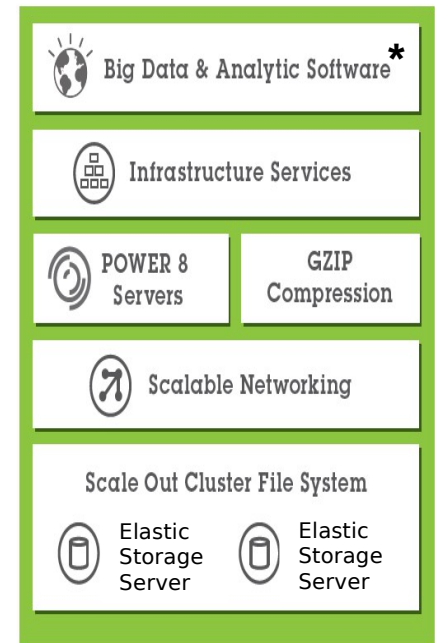 Big Data & Analytic Software*
Infrastructure Services
POWER 8
Servers
GZIP
Compression
Scalable Networking
Scale Out Cluster File System
Elastic
Storage
Server
Elastic
Storage
Server